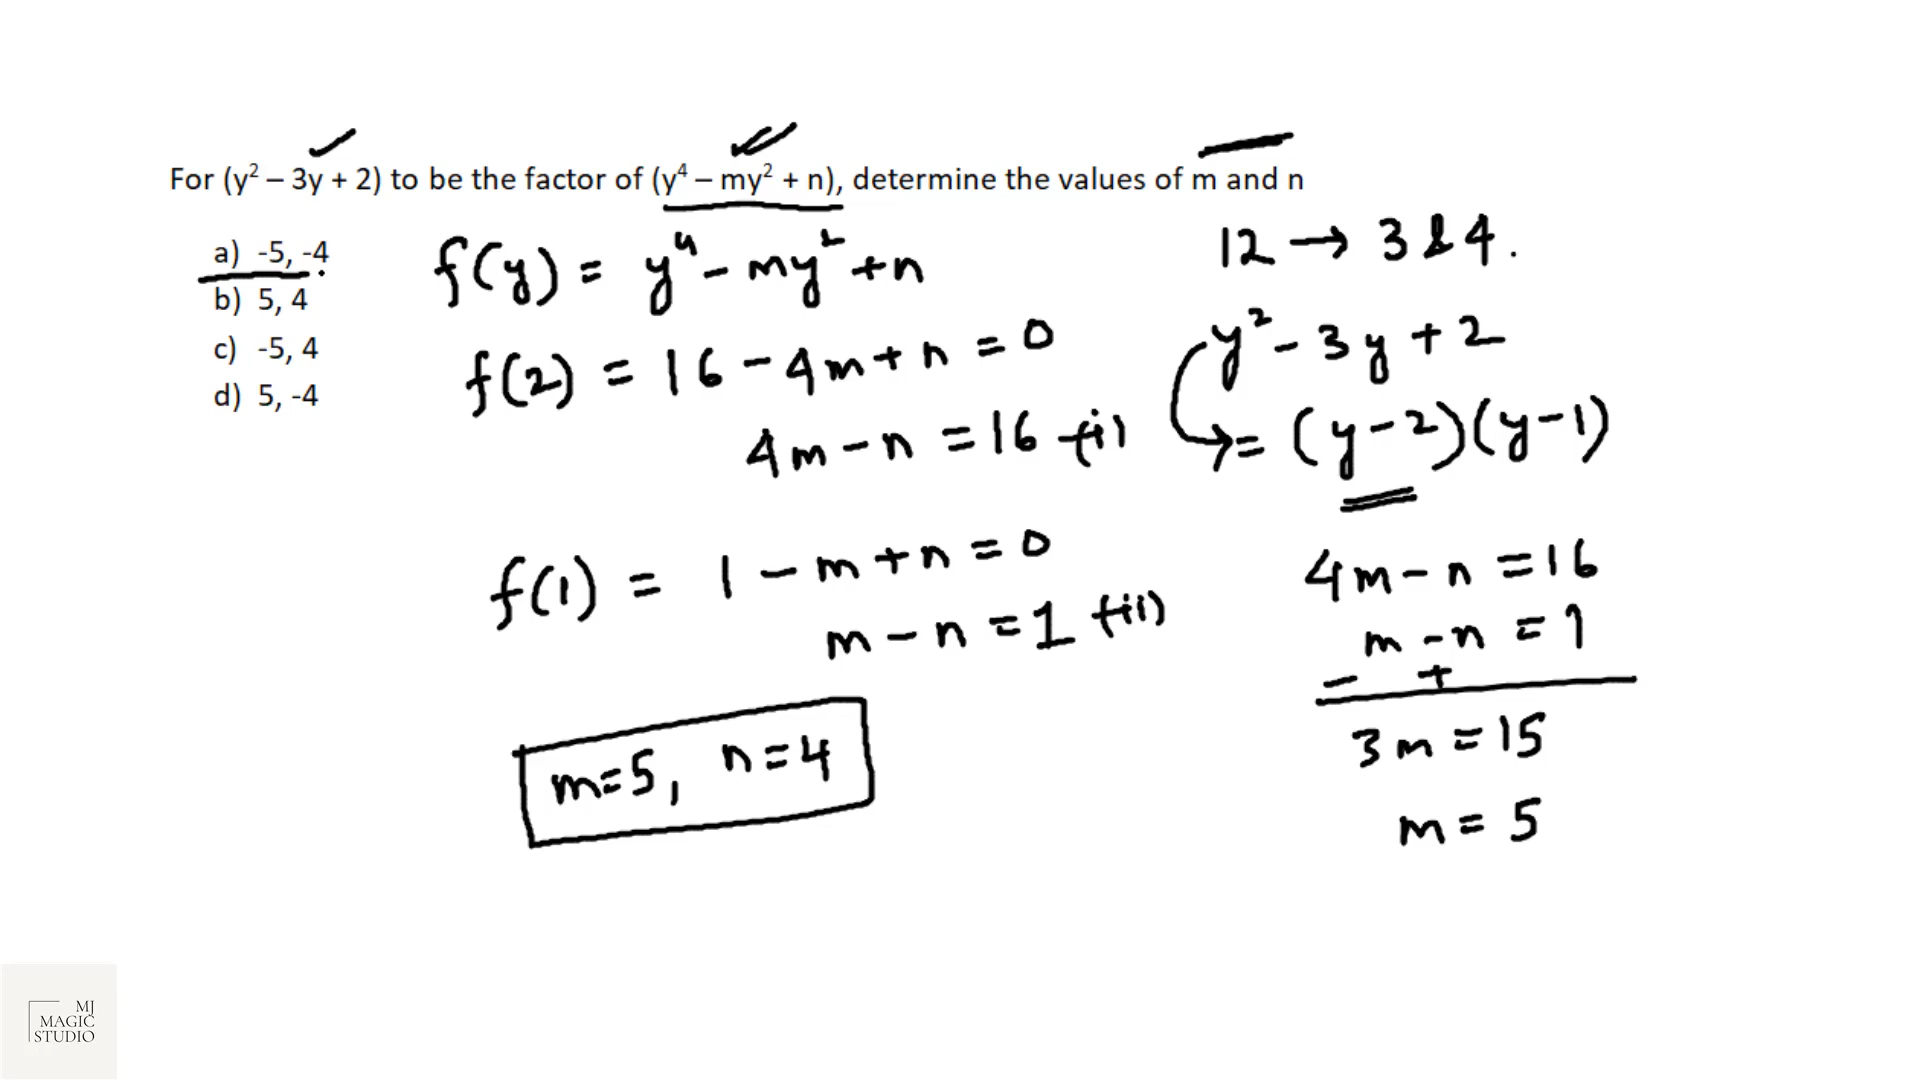 For (y² – 3y + 2) to be the factor of (y⁴ – my² + n), determine the values of m and n
a) -5, -4
b) 5, 4
c) -5, 4
d) 5, -4
f(y) = y⁴ - my² + n
f(2) = 16 - 4m + n = 0
4m - n = 16 (i)
f(1) = 1 - m + n = 0
m - n = 1 (ii)
m = 5, n = 4
12 → 3 & 4.
y² - 3y + 2
= (y-2)(y-1)
4m - n = 16
m - n = 1
- +
3m = 15
m = 5
MJ
MAGIC
STUDIO